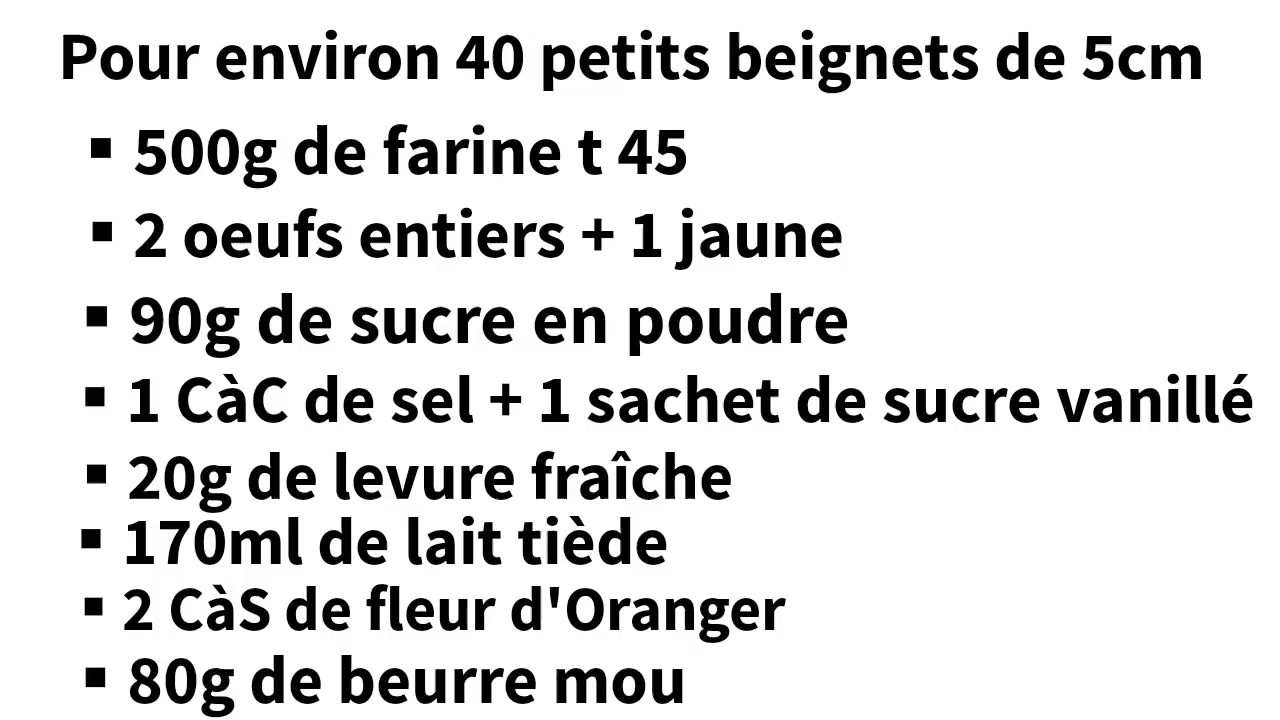 Pour environ 40 petits beignets de 5cm
▪ 500g de farine t 45
▪ 2 oeufs entiers + 1 jaune
▪ 90g de sucre en poudre
▪ 1 CàC de sel + 1 sachet de sucre vanillé
▪ 20g de levure fraîche
▪ 170ml de lait tiède
▪ 2 CàS de fleur d'Oranger
▪ 80g de beurre mou